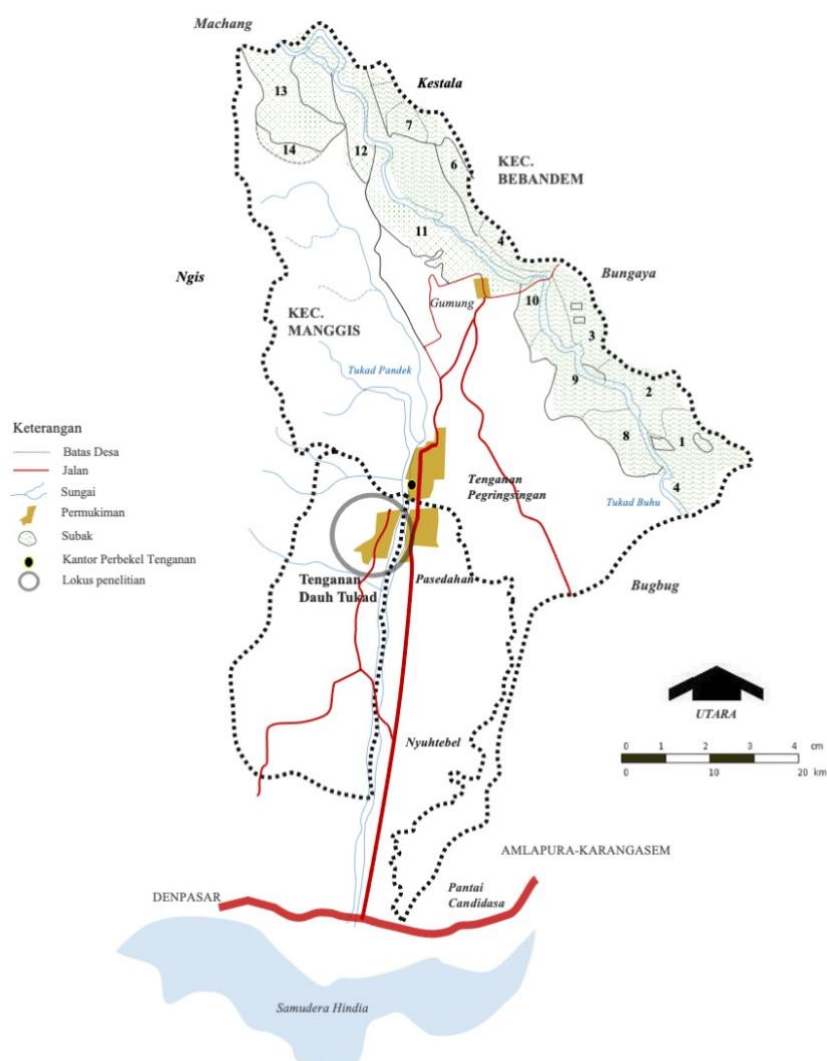 Machang
Kestala
13
7
14
12
6
KEC.
BEBANDEM
11
4
Ngis
Bungaya
Gumung
10
KEC.
MANGGIS
3
Tukad Pandek
9
2
Keterangan
Batas Desa
Jalan
Sungai
Permukiman
Subak
Kantor Perbekel Tenganan
Lokus penelitian
8
1
Tenganan
Pegringsingan
4
Tukad Buhu
Tenganan
Dauh Tukad
Pasedahan
Bugbug
UTARA
Nyuhtebel
0 1 2 3 4 cm
0 10 20 km
AMLAPURA-KARANGASEM
DENPASAR
Pantai
Candidasa
Samudera Hindia